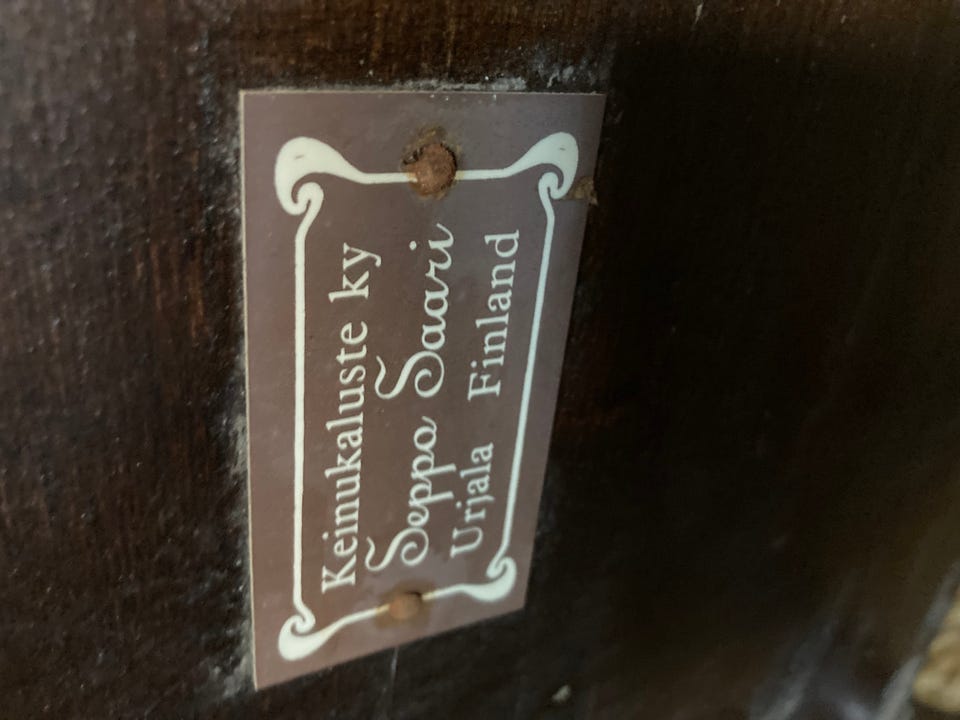 Keinukaluste ky
Seppo Saari
Urjala Finland